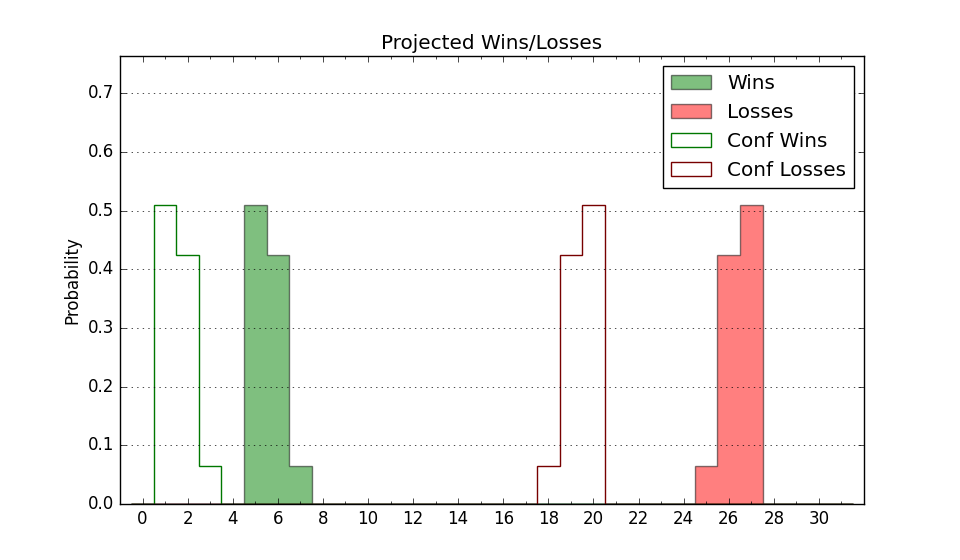 Projected Wins/Losses
Wins
Losses
Conf Wins
Conf Losses
Probability
0.7
0.6
0.5
0.4
0.3
0.2
0.1
0.0
0 2 4 6 8 10 12 14 16 18 20 22 24 26 28 30